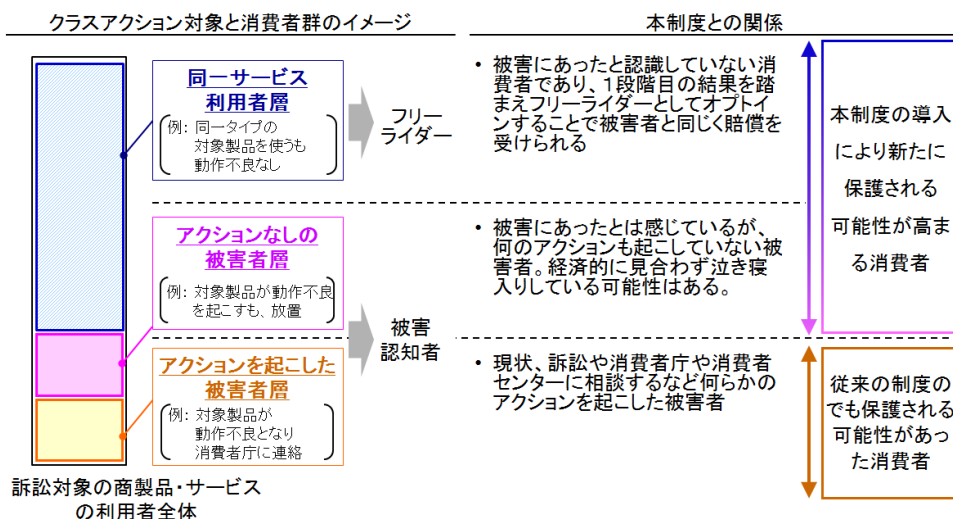 クラスアクション対象と消費者群のイメージ
本制度との関係
同一サービス
利用者層
(例: 同一タイプの
対象製品を使うも
動作不良なし)
フリー
ライダー
• 被害にあったと認識していない消
費者であり、1段階目の結果を踏
まえフリーライダーとしてオプトイ
ンすることで被害者と同じく賠償を
受けられる
本制度の導入
により新たに
保護される
可能性が高ま
る消費者
アクションなしの
被害者層
(例: 対象製品が動作不良
を起こすも、放置)
• 被害にあったとは感じているが、
何のアクションも起こしていない被
害者。経済的に見合わず泣き寝
入りしている可能性はある。
被害
認知者
アクションを起こした
被害者層
(例: 対象製品が
動作不良となり
消費者庁に連絡)
• 現状、訴訟や消費者庁や消費者
センターに相談するなど何らかの
アクションを起こした被害者
従来の制度の
でも保護される
可能性があっ
た消費者
訴訟対象の商製品・サービス
の利用者全体